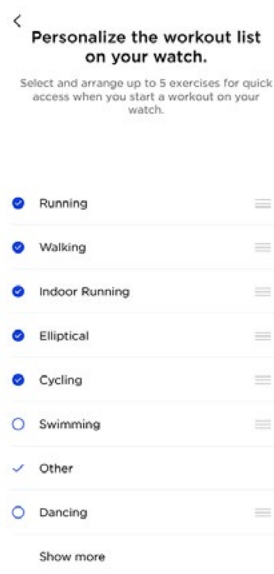 Personalize the workout list
on your watch.
Select and arrange up to 5 exercises for quick
access when you start a workout on your
watch.
Running
Walking
Indoor Running
Elliptical
Cycling
Swimming
Other
Dancing
Show more